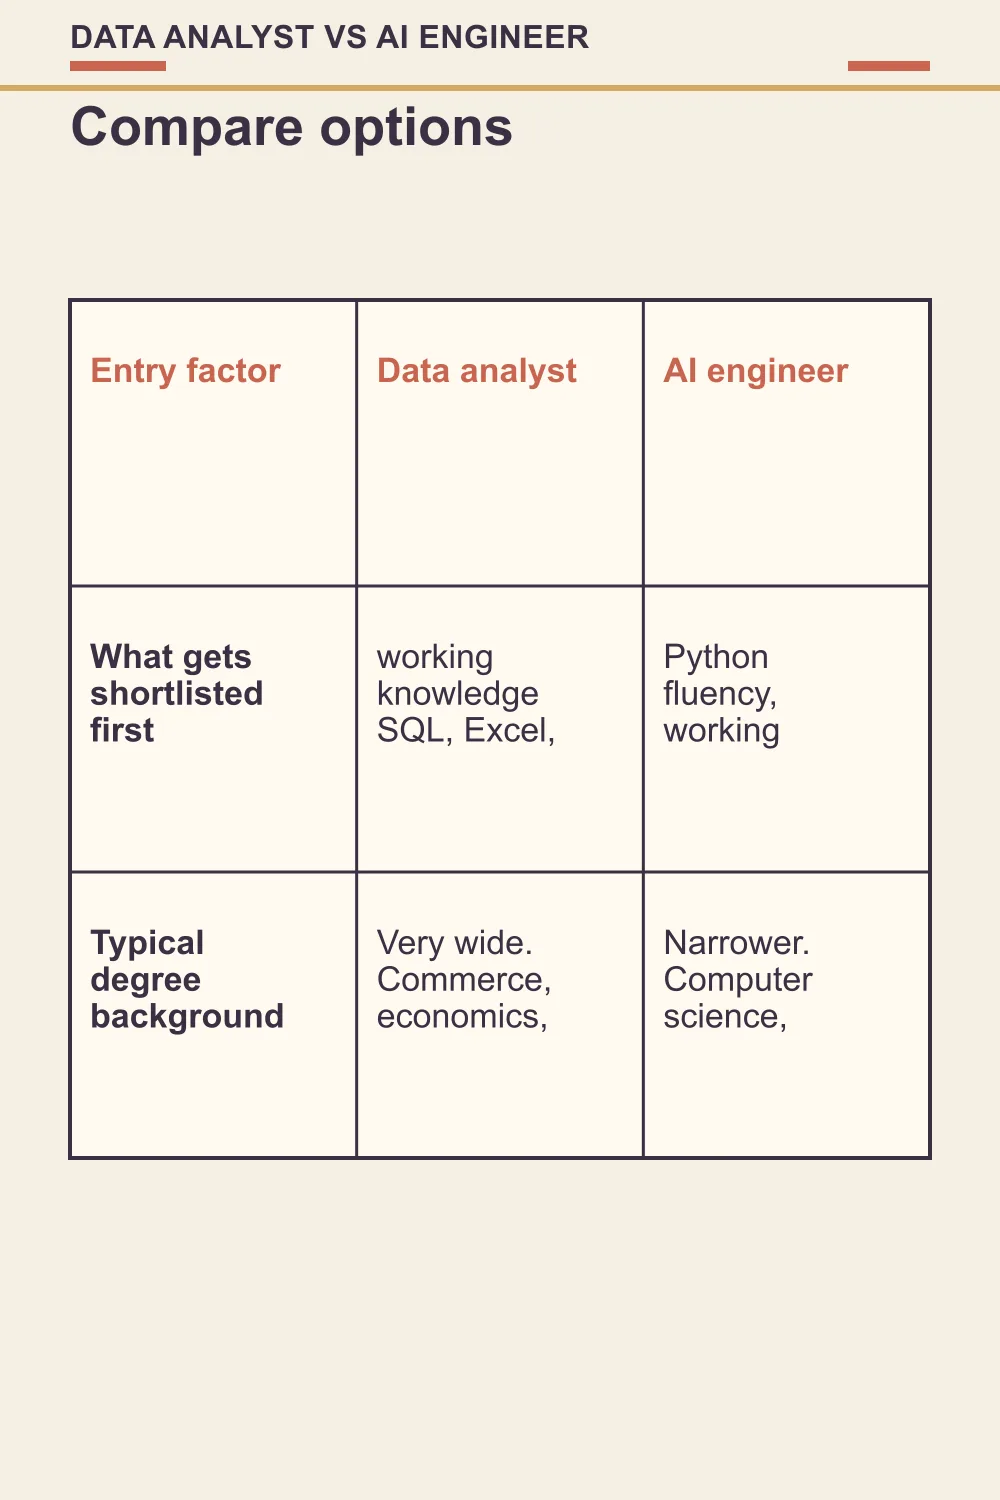 DATA ANALYST VS AI ENGINEER
Compare options
Entry factor
Data analyst
AI engineer
What gets
shortlisted
first
working
knowledge
SQL, Excel,
Python
fluency,
working
Typical
degree
background
Very wide.
Commerce,
economics,
Narrower.
Computer
science,